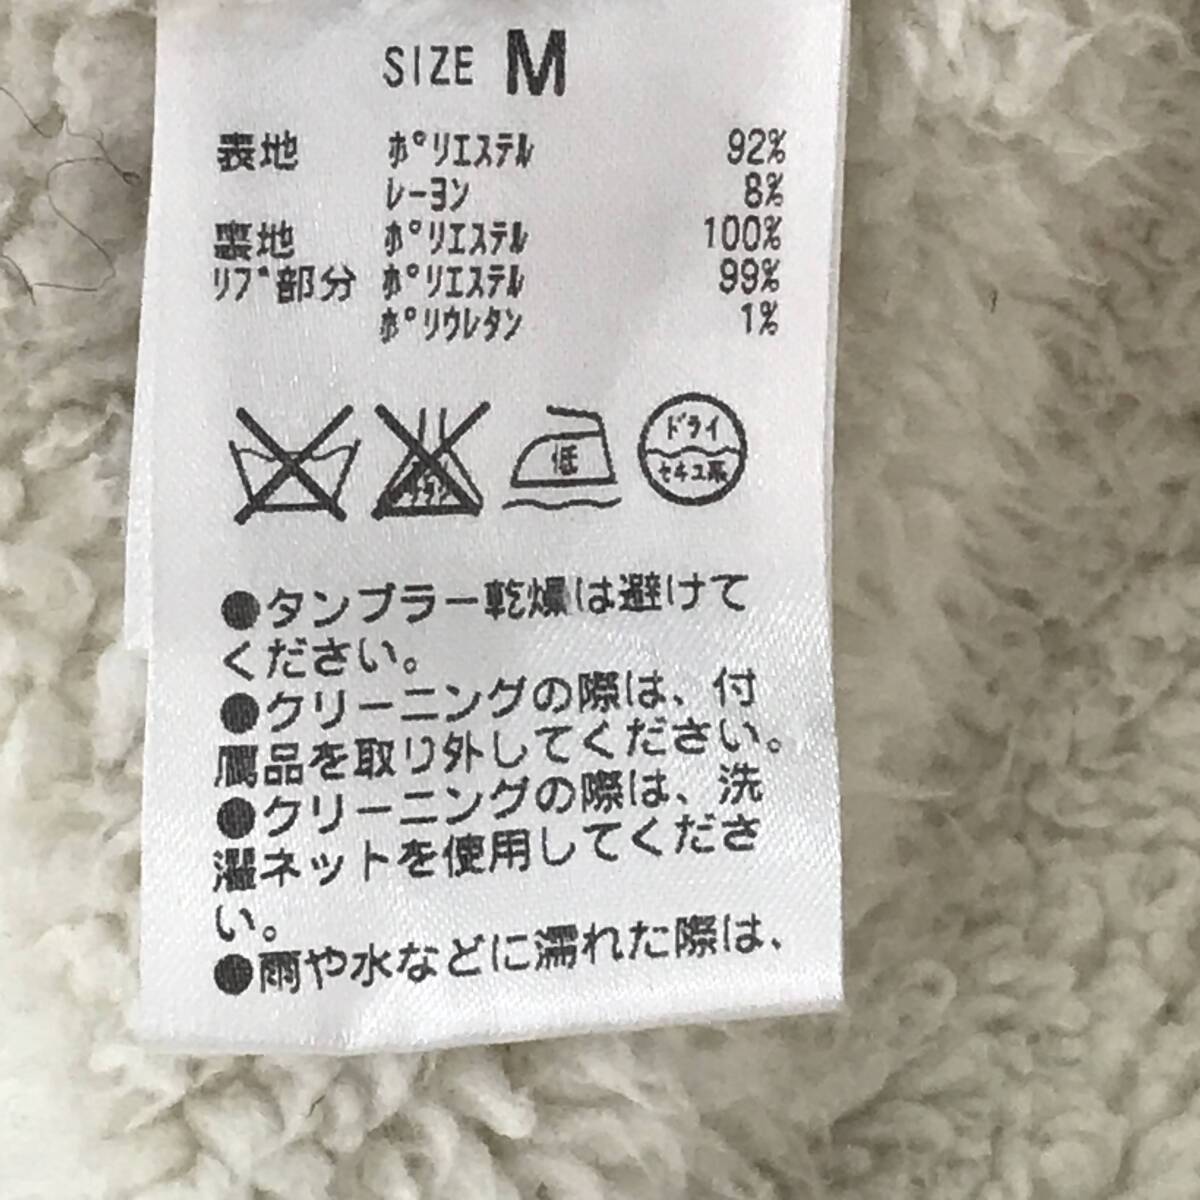 SIZE M
表地 ポリエステル 92%
レーヨン 8%
裏地 ポリエステル 100%
リブ部分 ポリエステル 99%
ポリウレタン 1%
低
ドライ
セキユ系
●タンブラー乾燥は避けて
ください。
●クリーニングの際は、付
属品を取り外してください。
●クリーニングの際は、洗
濯ネットを使用してくださ
い。
●雨や水などに濡れた際は、